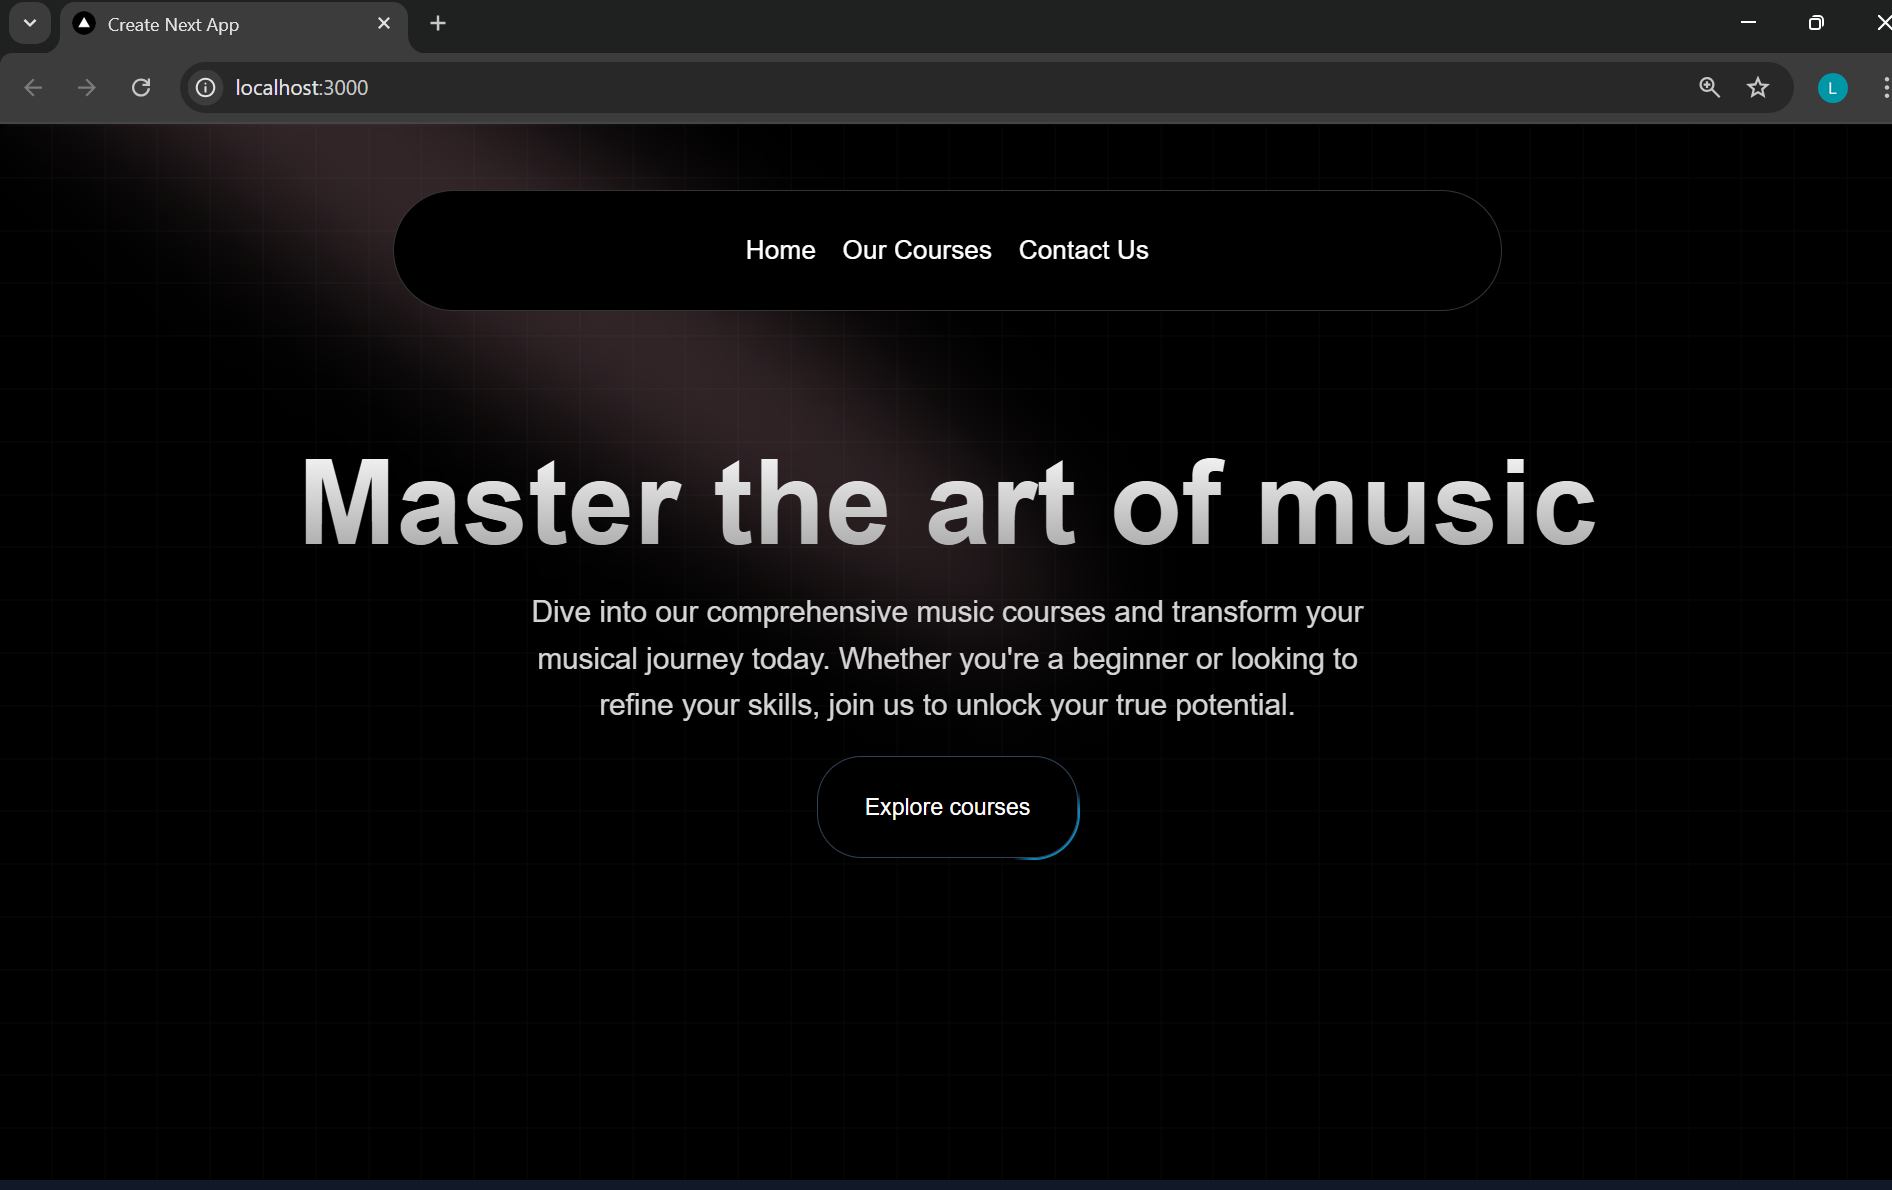 Create Next App
localhost:3000
L
Home Our Courses Contact Us
Master the art of music
Dive into our comprehensive music courses and transform your
musical journey today. Whether you're a beginner or looking to
refine your skills, join us to unlock your true potential.
Explore courses